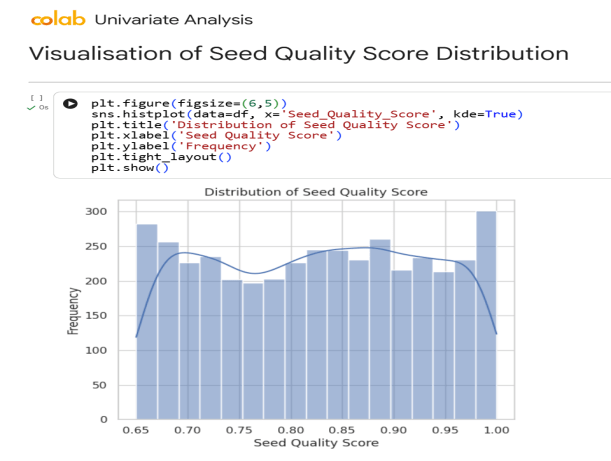 colab Univariate Analysis
Visualisation of Seed Quality Score Distribution
[ ]
0s
plt.figure(figsize=(6,5))
sns.histplot(data=df, x='Seed_Quality_Score', kde=True)
plt.title('Distribution of Seed Quality Score')
plt.xlabel('Seed Quality Score')
plt.ylabel('Frequency')
plt.tight_layout()
plt.show()
Distribution of Seed Quality Score
300
250
200
150
100
50
0
Frequency
0.65 0.70 0.75 0.80 0.85 0.90 0.95 1.00
Seed Quality Score